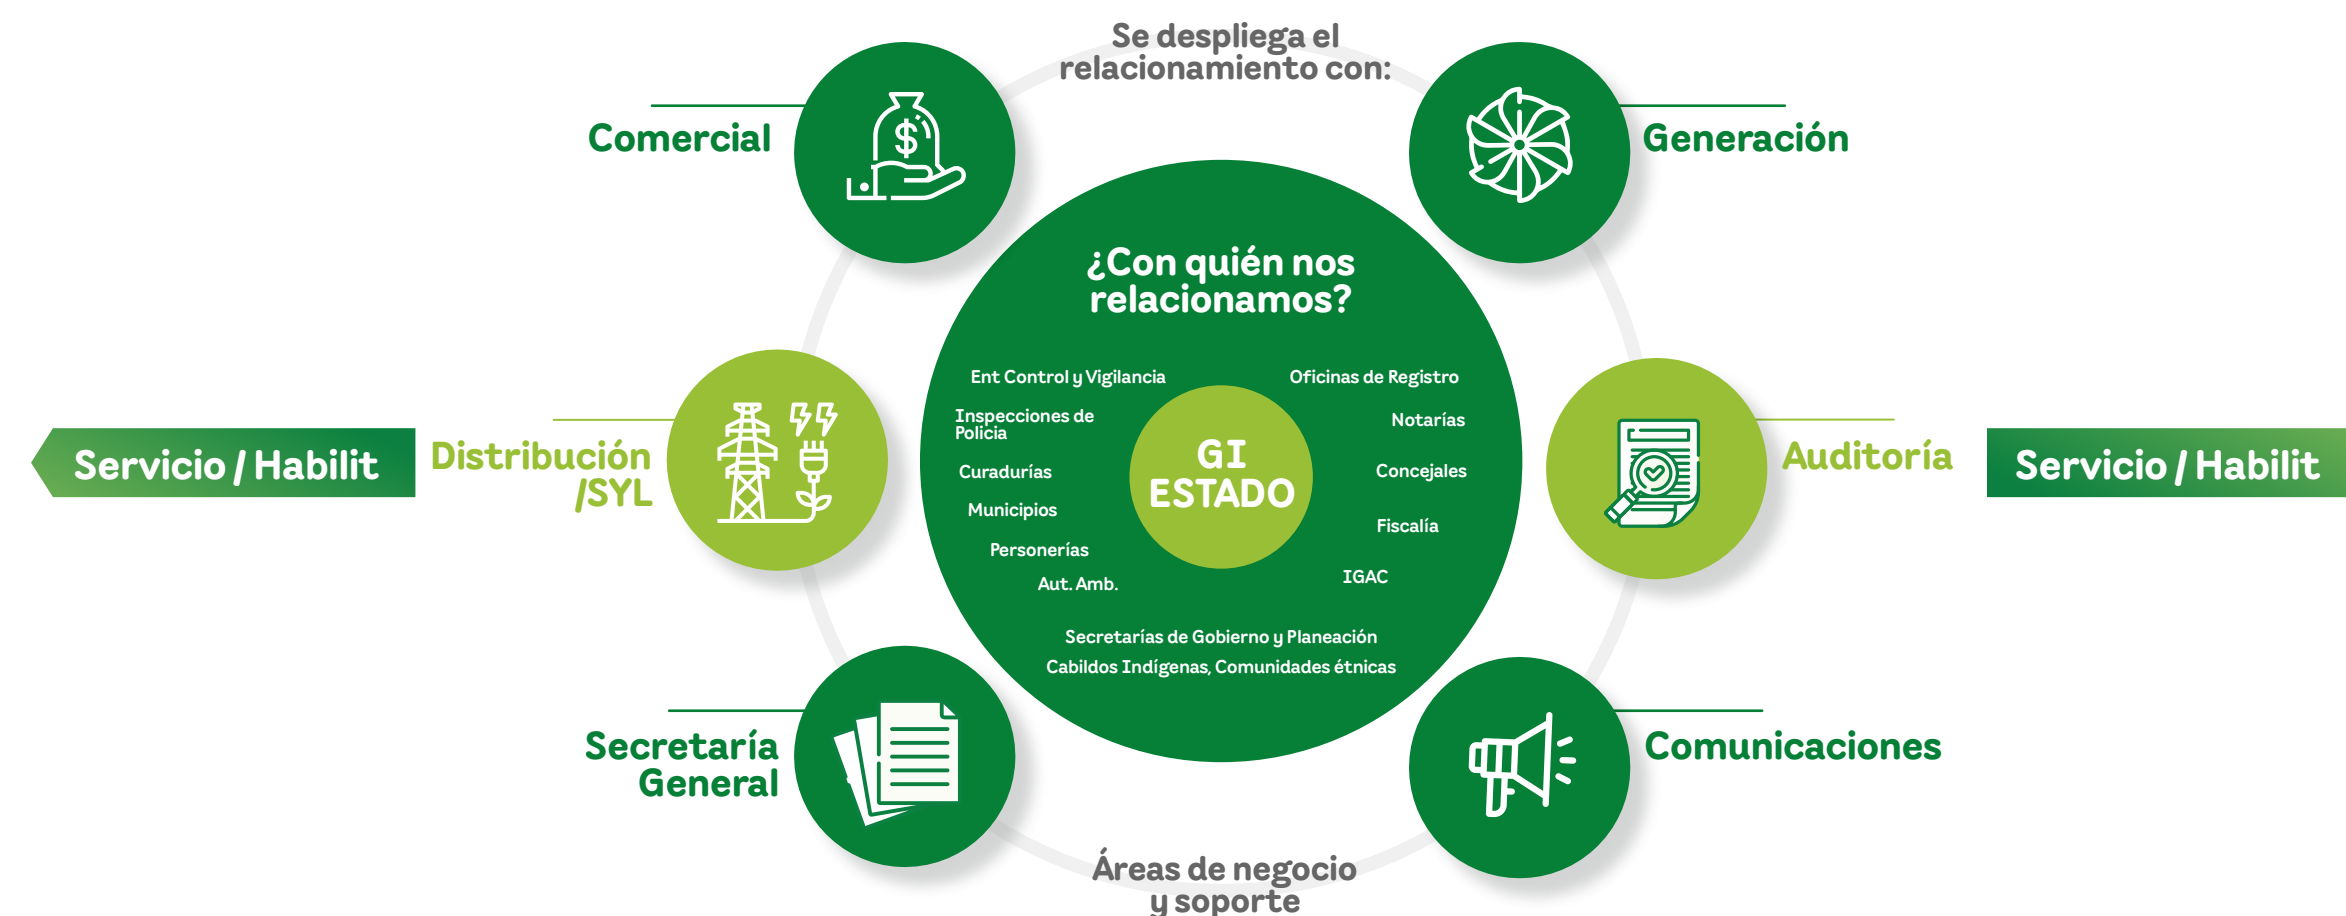 Se despliega el
relacionamiento con:
Comercial
Generación
¿Con quién nos
relacionamos?
Ent Control y Vigilancia
Oficinas de Registro
Inspecciones de
Policia
Notarías
Curadurías
Concejales
Municipios
Fiscalía
Personerías
IGAC
Aut. Amb.
GI
ESTADO
Secretarías de Gobierno y Planeación
Cabildos Indígenas, Comunidades étnicas
Servicio / Habilit
Distribución
/SYL
Auditoría
Servicio / Habilit
Secretaría
General
Comunicaciones
Áreas de negocio
y soporte
$